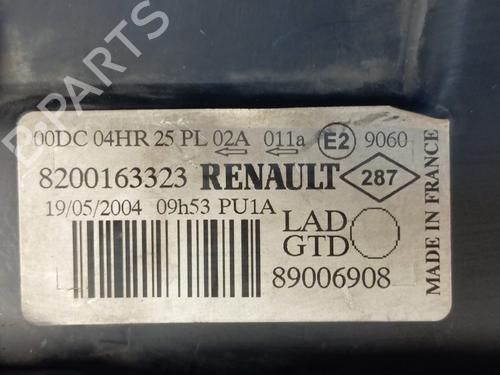 00DC 04HR 25 PL 02A 011a E2 9060
8200163323 RENAULT 287
19/05/2004 09h53 PU1A
LAD
GTD
89006908
MADE IN FRANCE
B-PARTS